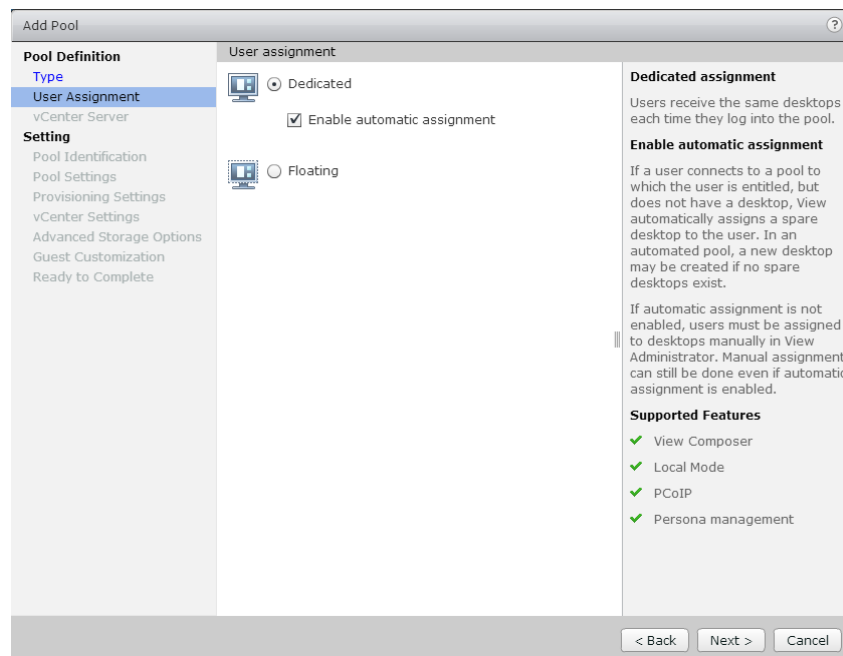 Add Pool
?
Pool Definition
Type
User Assignment
vCenter Server
Setting
Pool Identification
Pool Settings
Provisioning Settings
vCenter Settings
Advanced Storage Options
Guest Customization
Ready to Complete
User assignment
Dedicated
Enable automatic assignment
Floating
Dedicated assignment
Users receive the same desktops
each time they log into the pool.
Enable automatic assignment
If a user connects to a pool to
which the user is entitled, but
does not have a desktop, View
automatically assigns a spare
desktop to the user. In an
automated pool, a new desktop
may be created if no spare
desktops exist.
If automatic assignment is not
enabled, users must be assigned
to desktops manually in View
Administrator. Manual assignment
can still be done even if automatic
assignment is enabled.
Supported Features
View Composer
Local Mode
PCoIP
Persona management
< Back
Next >
Cancel